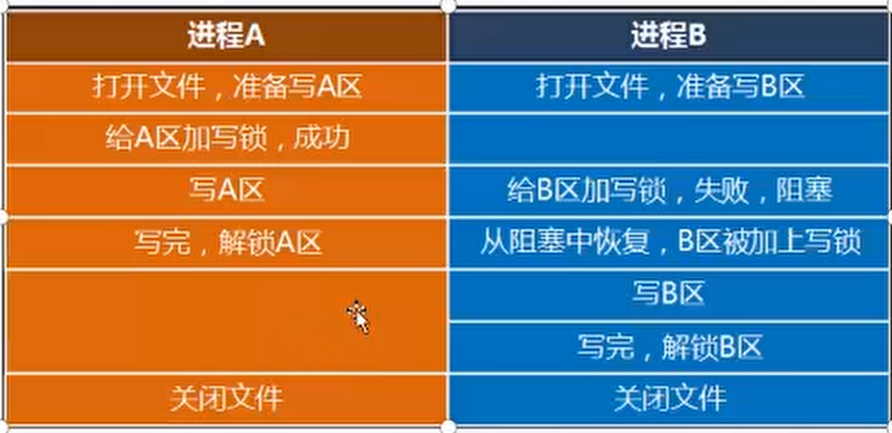 进程A
进程B
打开文件，准备写A区
打开文件，准备写B区
给A区加写锁，成功
写A区
给B区加写锁，失败，阻塞
写完，解锁A区
从阻塞中恢复，B区被加上写锁
写B区
写完，解锁B区
关闭文件
关闭文件